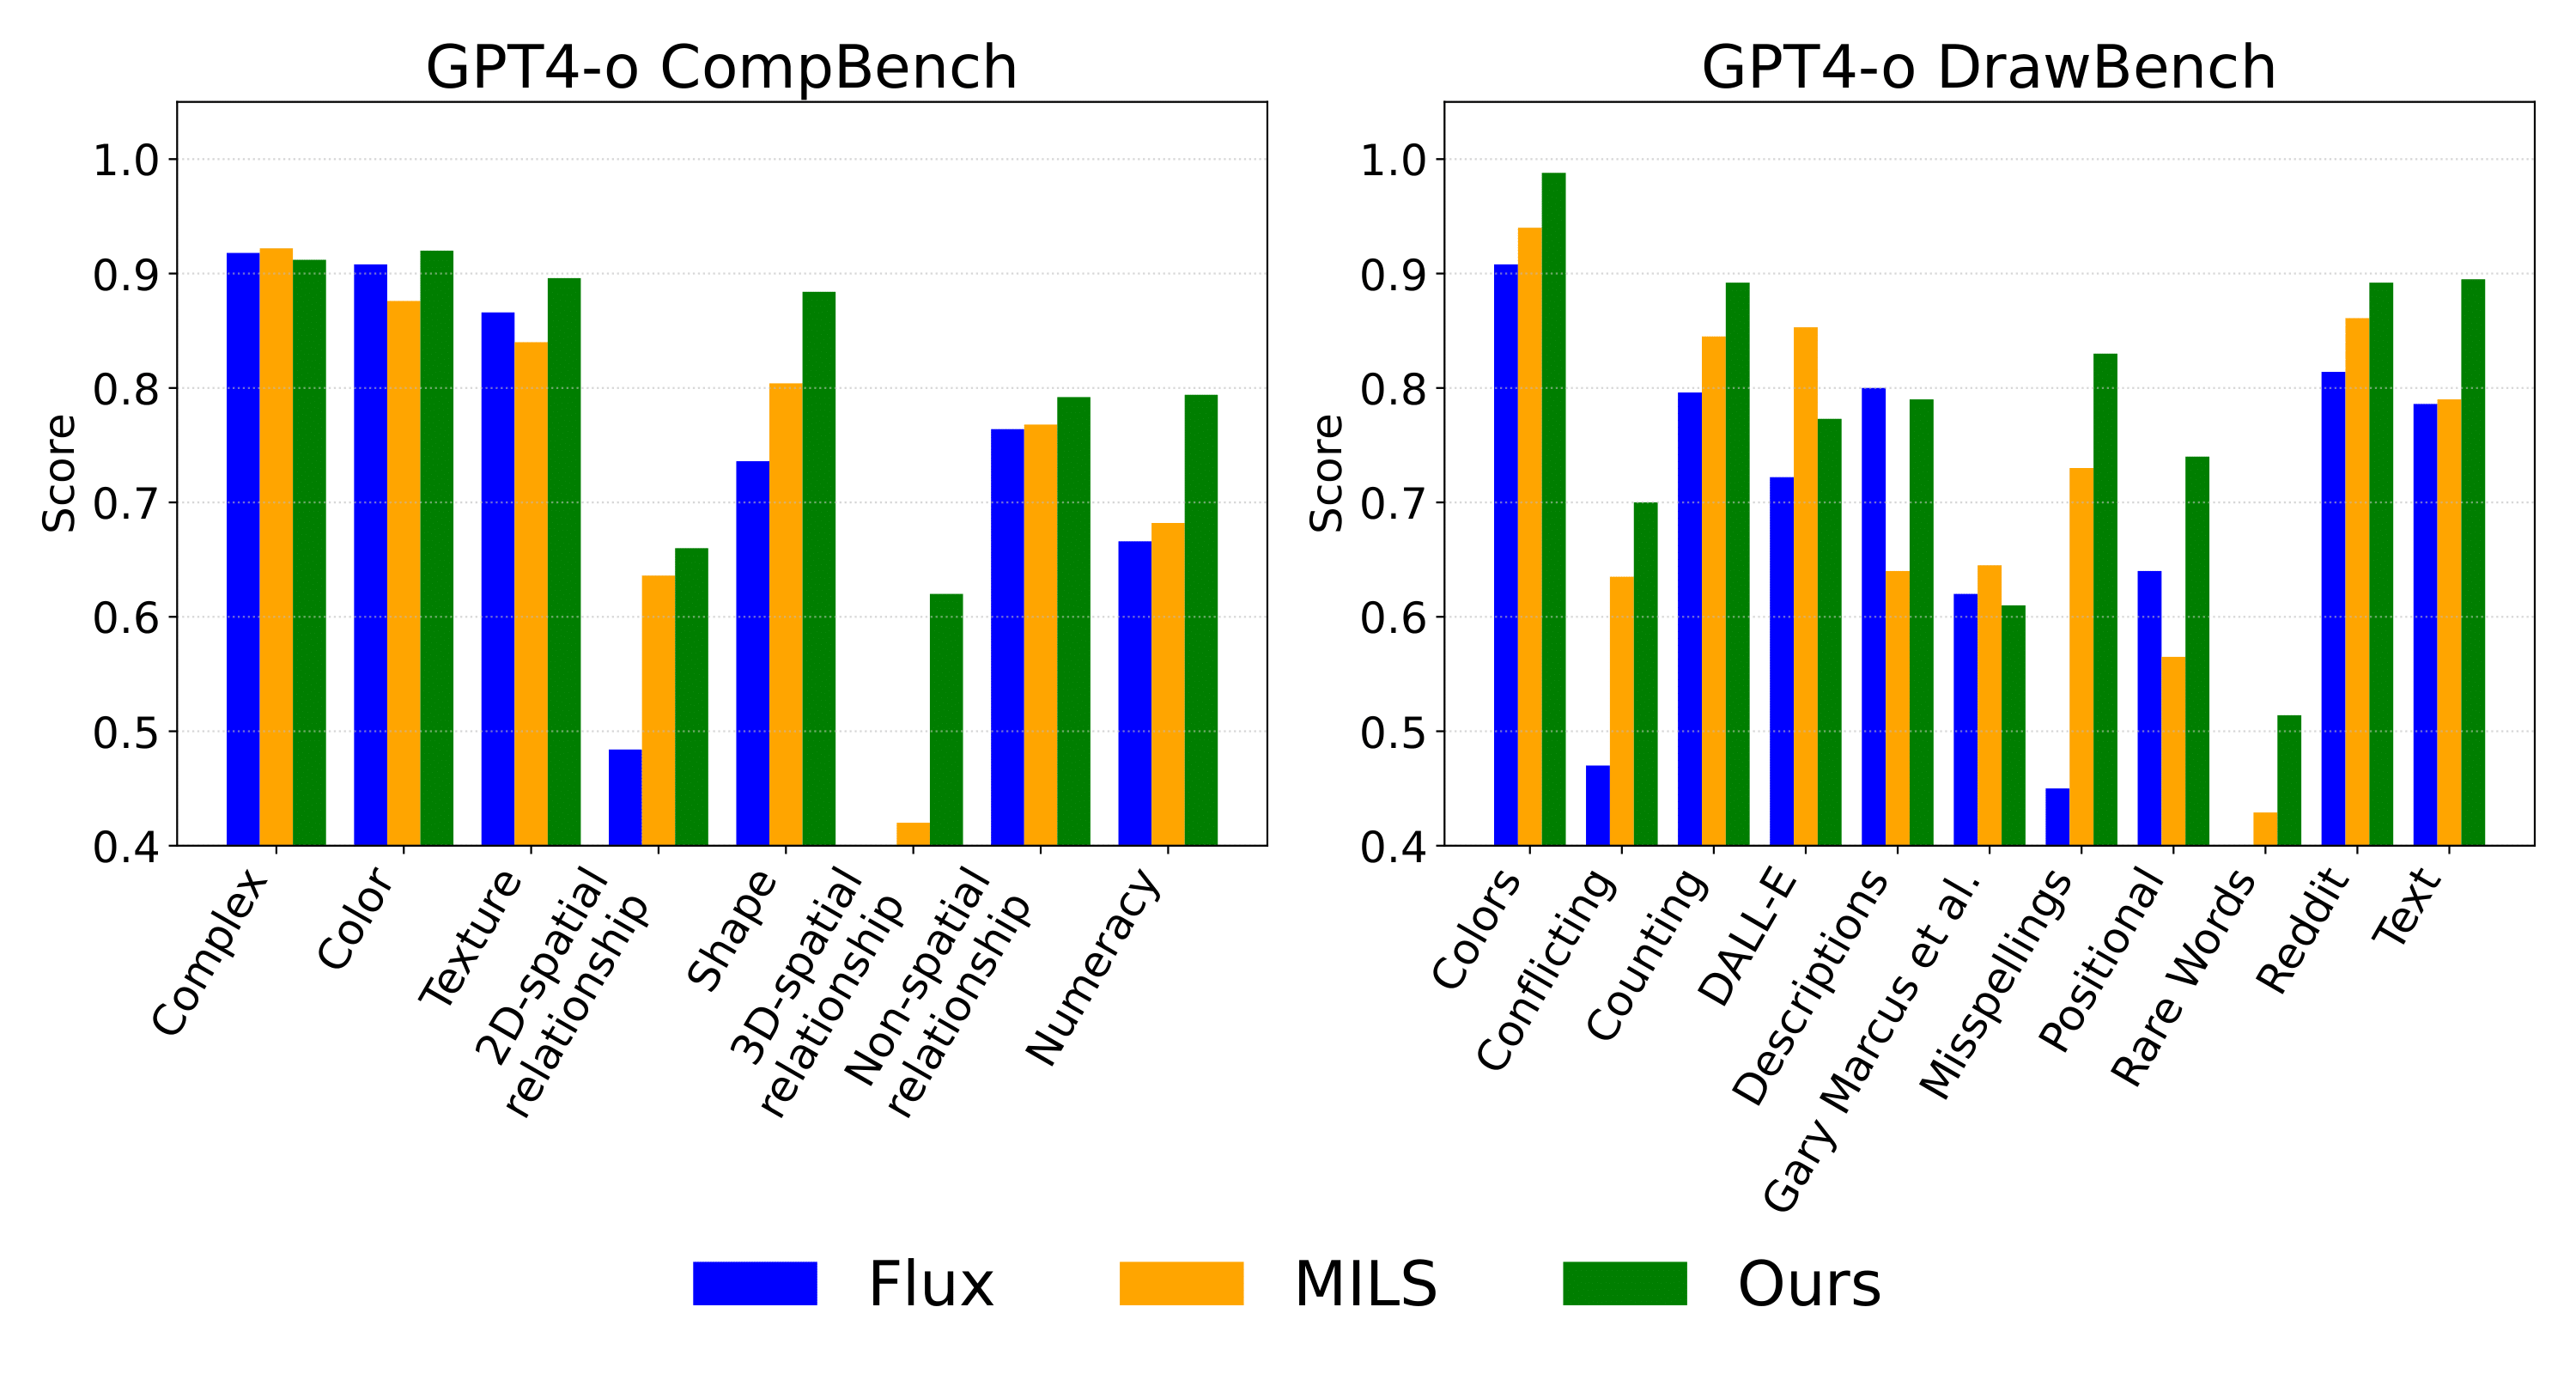 GPT4-o CompBench
Score
1.0
0.9
0.8
0.7
0.6
0.5
0.4
Complex
Color
Texture
2D-spatial
relationship
Shape
3D-spatial
relationship
Non-spatial
relationship
Numeracy
GPT4-o DrawBench
Score
1.0
0.9
0.8
0.7
0.6
0.5
0.4
Colors
Conflicting
Counting
DALL-E
Descriptions
Gary Marcus et al.
Misspellings
Positional
Rare Words
Reddit
Text
Flux
MILS
Ours